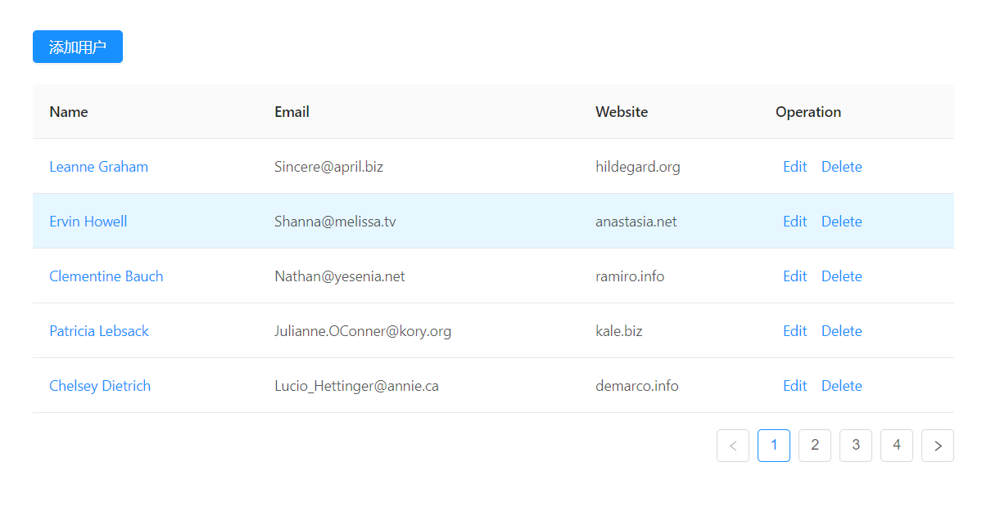 添加用户
Name Email Website Operation
Leanne Graham Sincere@april.biz hildegard.org Edit Delete
Ervin Howell Shanna@melissa.tv anastasia.net Edit Delete
Clementine Bauch Nathan@yesenia.net ramiro.info Edit Delete
Patricia Lebsack Julianne.OConner@kory.org kale.biz Edit Delete
Chelsey Dietrich Lucio_Hettinger@annie.ca demarco.info Edit Delete
< 1 2 3 4 >